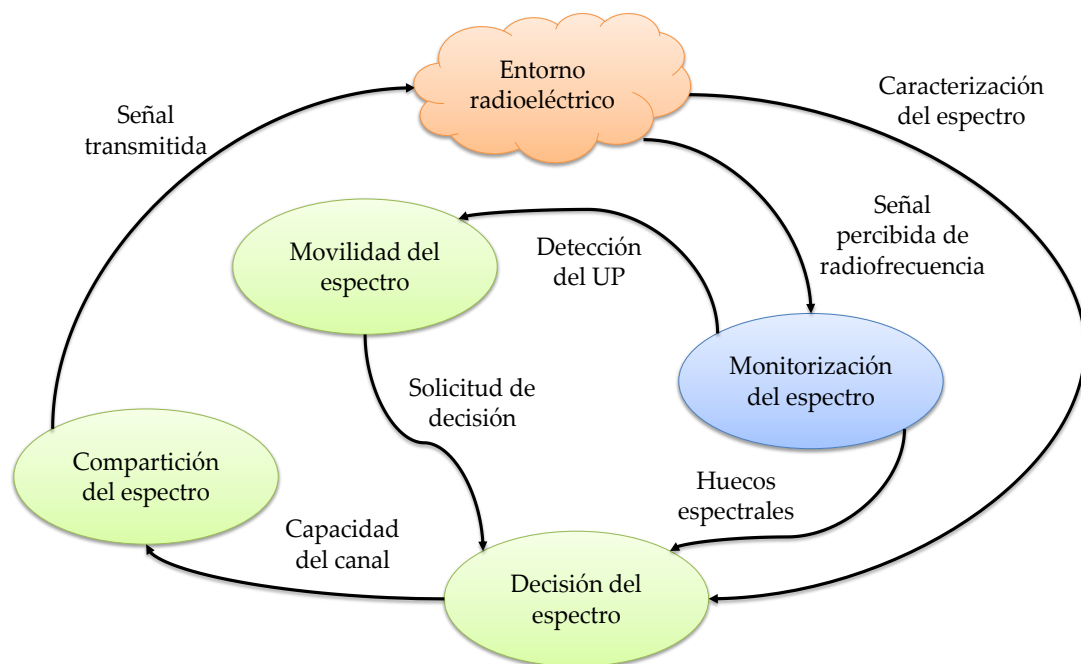 Entorno
radioeléctrico
Caracterización
del espectro
Señal
transmitida
Señal
percibida de
radiofrecuencia
Movilidad del
espectro
Detección
del UP
Monitorización
del espectro
Solicitud de
decisión
Compartición
del espectro
Huecos
espectrales
Capacidad
del canal
Decisión del
espectro